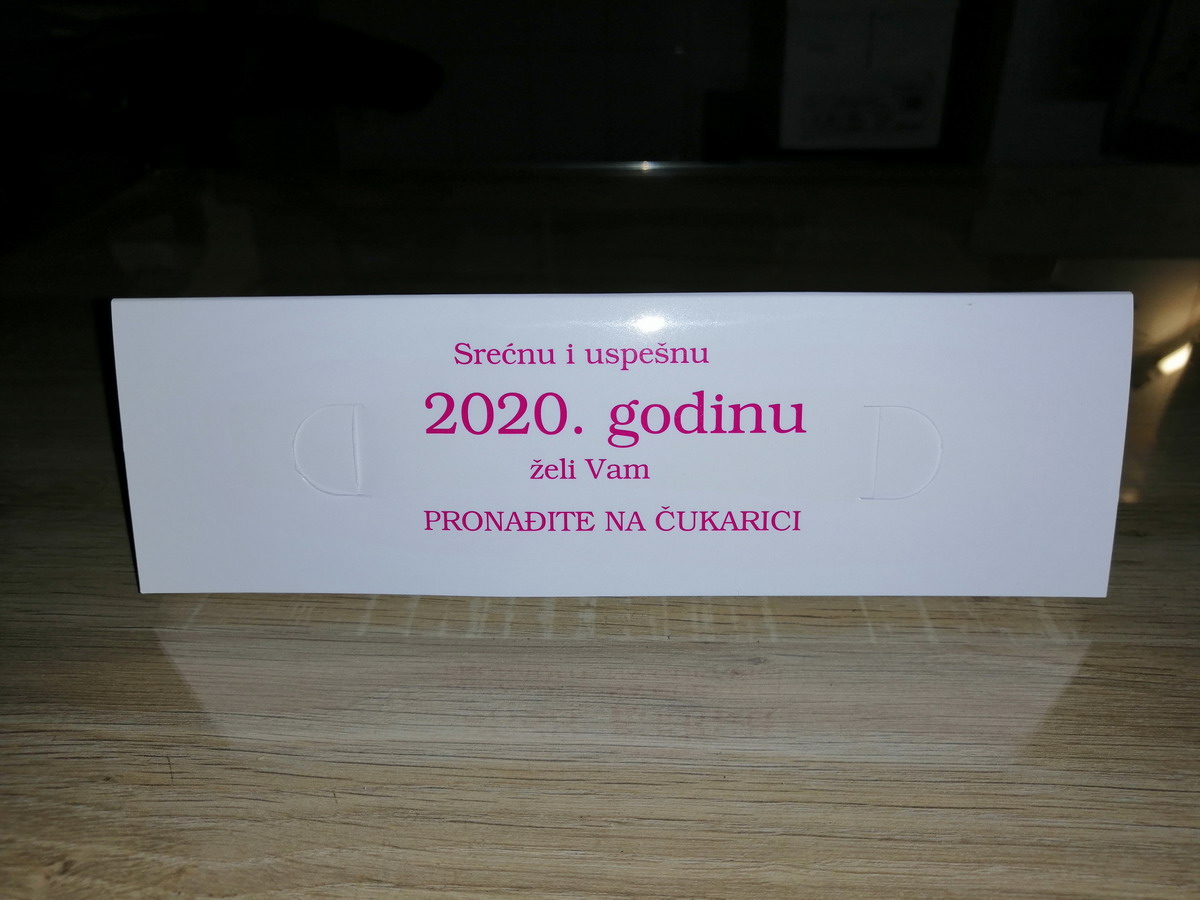 Srećnu i uspešnu
2020. godinu
želi Vam
PRONAĐITE NA ČUKARICI